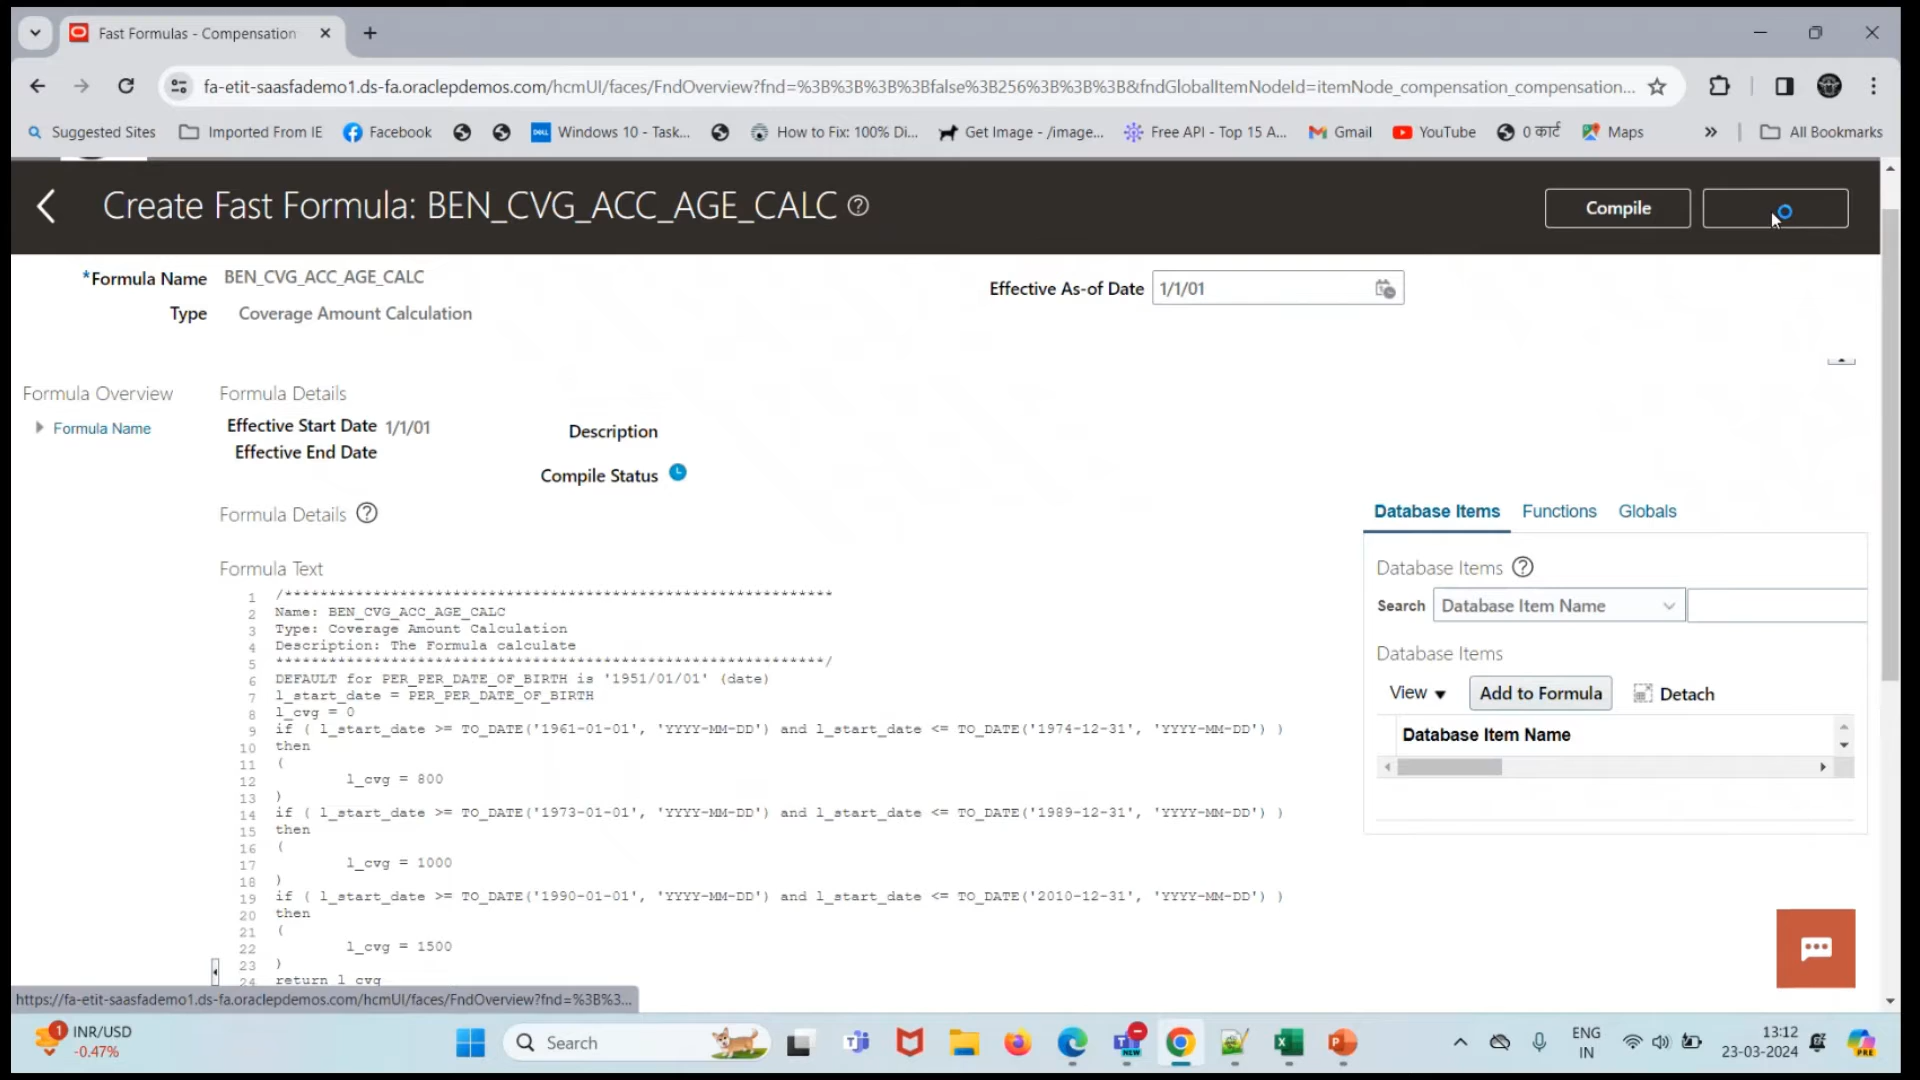 Fast Formulas - Compensation
fa-etit-saasfademo1.ds-fa.oraclepdemos.com/hcmUI/faces/FndOverview?fnd=%3B%3B%3B%3Bfalse%3B256%3B%3B%3B&fndGlobalItemNodeId=itemNode_compensation_compensation...
Suggested Sites Imported From IE Facebook Windows 10 - Task... How to Fix: 100% Di... Get Image - /image... Free API - Top 15 A... Gmail YouTube 0 कार्ट Maps » All Bookmarks
Create Fast Formula: BEN_CVG_ACC_AGE_CALC
Compile
*Formula Name BEN_CVG_ACC_AGE_CALC
Effective As-of Date 1/1/01
Type Coverage Amount Calculation
Formula Overview
Formula Details
Formula Name
Effective Start Date 1/1/01
Description
Effective End Date
Compile Status
Formula Details
Database Items Functions Globals
Formula Text
Database Items
Search Database Item Name
Database Items
View Add to Formula Detach
Database Item Name
1 /***************************************************************
2 Name: BEN_CVG_ACC_AGE_CALC
3 Type: Coverage Amount Calculation
4 Description: The Formula calculate
5 **************************************************************/
6 DEFAULT for PER_PER_DATE_OF_BIRTH is '1951/01/01' (date)
7 l_start_date = PER_PER_DATE_OF_BIRTH
8 l_cvg = 0
9 if ( l_start_date >= TO_DATE('1961-01-01', 'YYYY-MM-DD') and l_start_date <= TO_DATE('1974-12-31', 'YYYY-MM-DD') )
10 then
11 (
12 l_cvg = 800
13 )
14 if ( l_start_date >= TO_DATE('1973-01-01', 'YYYY-MM-DD') and l_start_date <= TO_DATE('1989-12-31', 'YYYY-MM-DD') )
15 then
16 (
17 l_cvg = 1000
18 )
19 if ( l_start_date >= TO_DATE('1990-01-01', 'YYYY-MM-DD') and l_start_date <= TO_DATE('2010-12-31', 'YYYY-MM-DD') )
20 then
21 (
22 l_cvg = 1500
23 )
24 return l_cvg
https://fa-etit-saasfademo1.ds-fa.oraclepdemos.com/hcmUI/faces/FndOverview?fnd=%3B%3...
1 INR/USD
-0.47%
Search
NEW
ENG
IN
13:12
23-03-2024
PRE